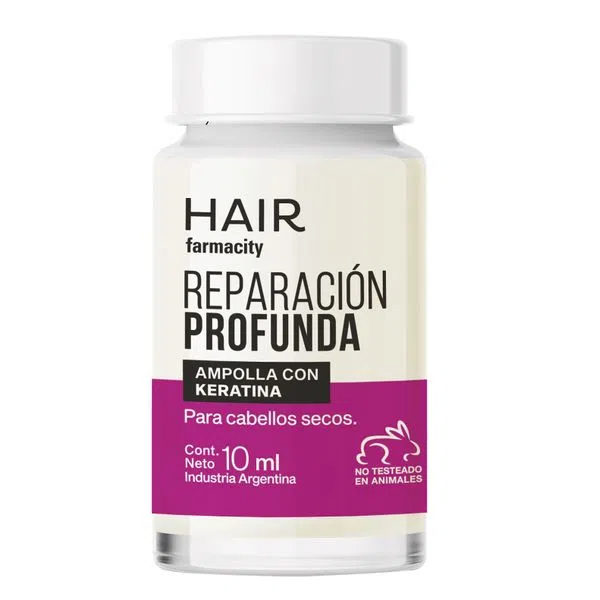 HAIR
farmacity
REPARACIÓN
PROFUNDA
AMPOLLA CON
KERATINA
Para cabellos secos.
Cont.
Neto 10 ml
Industria Argentina
NO TESTEADO
EN ANIMALES